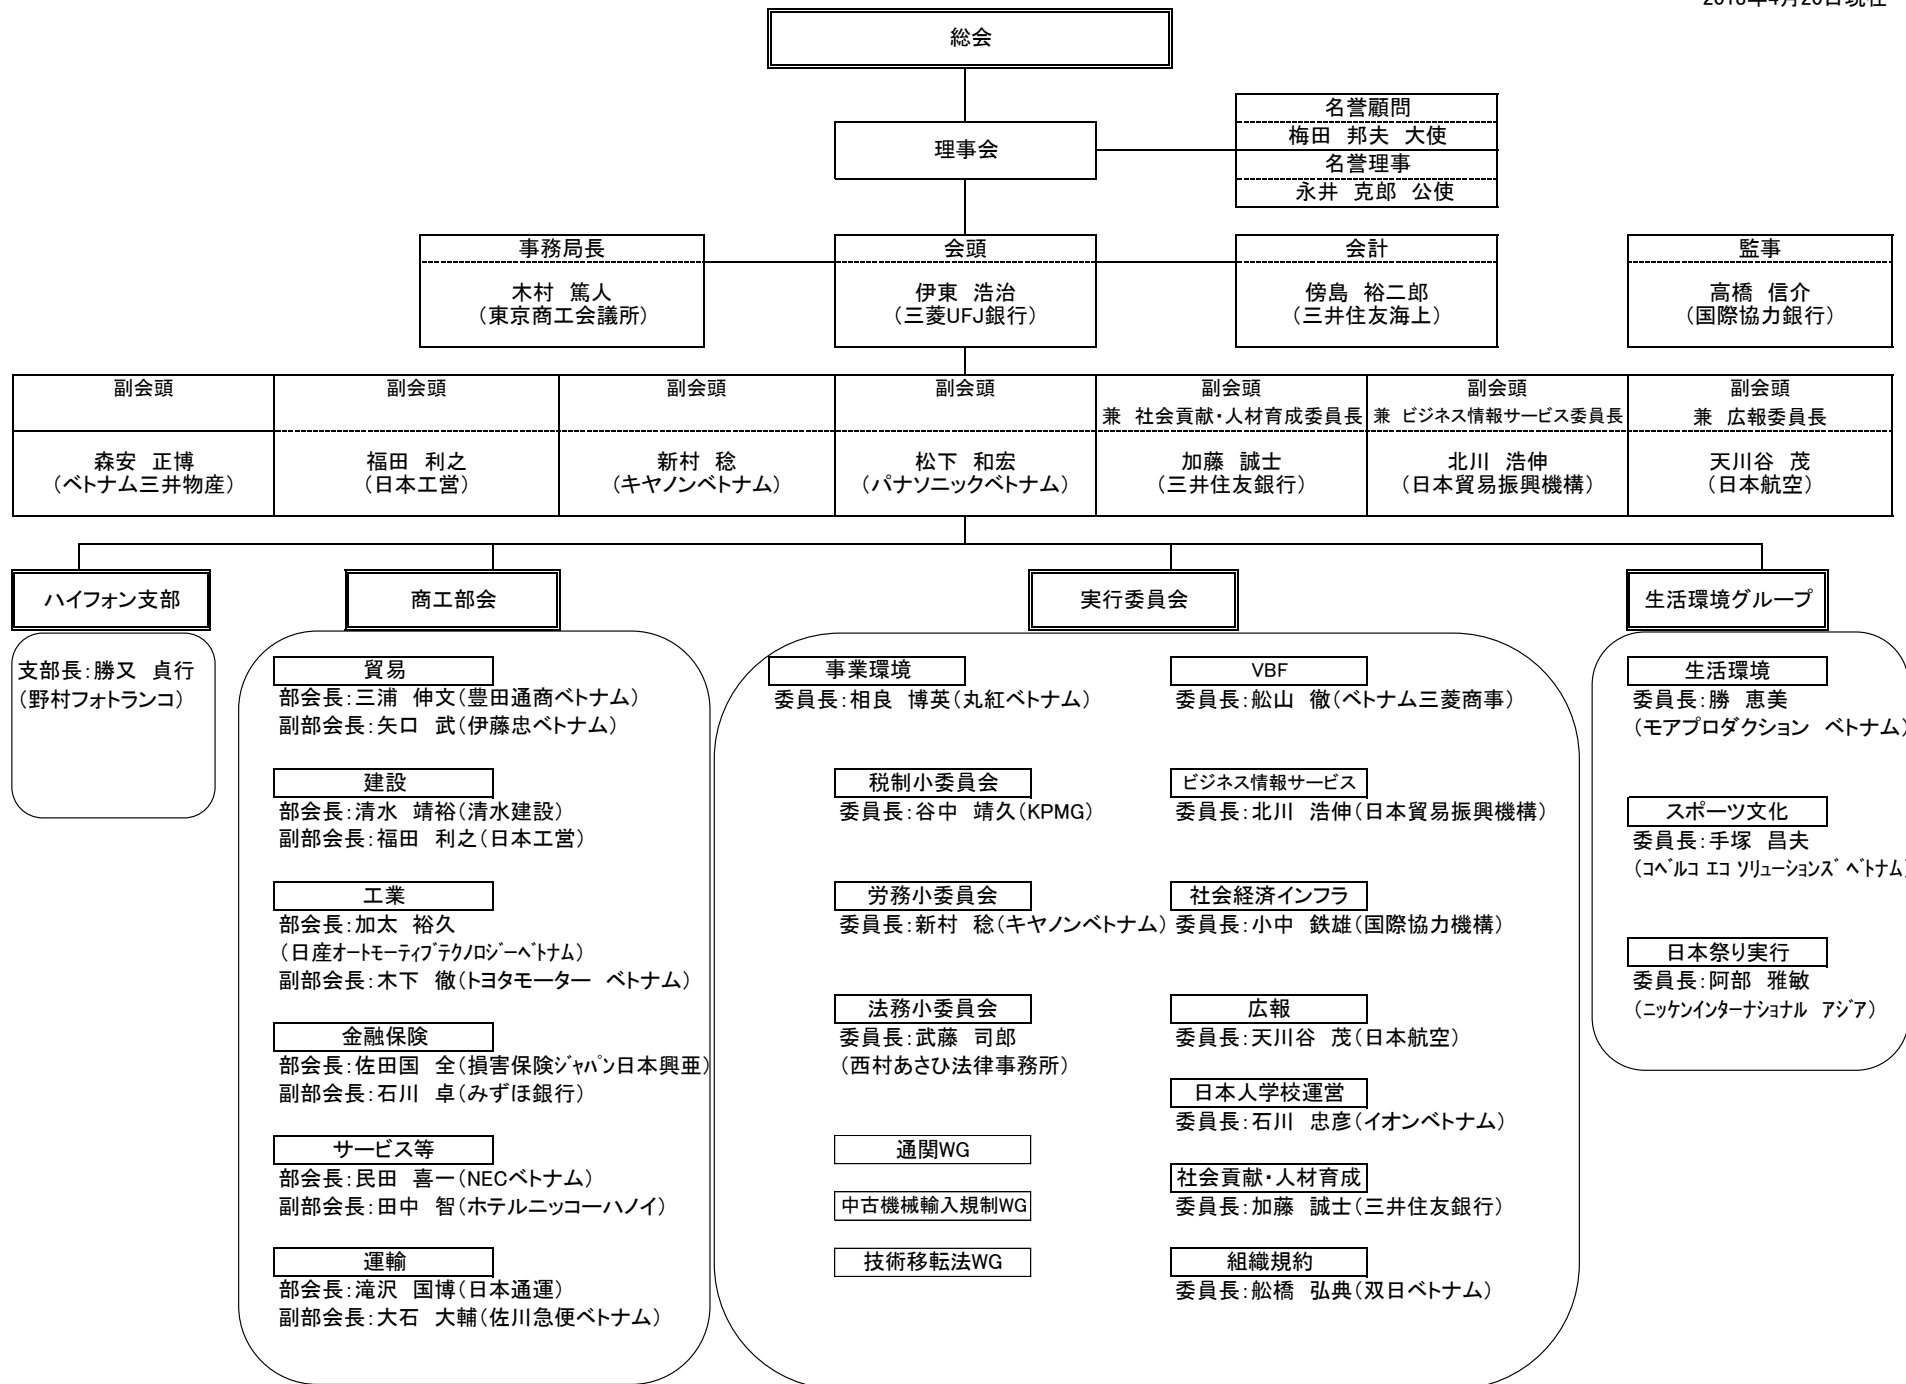 総会
理事会
名誉顧問
梅田 邦夫 大使
名誉理事
永井 克郎 公使
事務局長
木村 篤人
(東京商工会議所)
会頭
伊東 浩治
(三菱UFJ銀行)
会計
傍島 裕二郎
(三井住友海上)
監事
高橋 信介
(国際協力銀行)
副会頭
森安 正博
(ベトナム三井物産)
副会頭
福田 利之
(日本工営)
副会頭
新村 稔
(キヤノンベトナム)
副会頭
松下 和宏
(パナソニックベトナム)
副会頭
兼 社会貢献・人材育成委員長
加藤 誠士
(三井住友銀行)
副会頭
兼 ビジネス情報サービス委員長
北川 浩伸
(日本貿易振興機構)
副会頭
兼 広報委員長
天川谷 茂
(日本航空)
ハイフォン支部
支部長:勝又 貞行
(野村フォトランコ)
商工部会
貿易
部会長:三浦 伸文(豊田通商ベトナム)
副部会長:矢口 武(伊藤忠ベトナム)
建設
部会長:清水 靖裕(清水建設)
副部会長:福田 利之(日本工営)
工業
部会長:加太 裕久
(日産オートモーティブテクノロジーベトナム)
副部会長:木下 徹(トヨタモーター ベトナム)
金融保険
部会長:佐田国 全(損害保険ジャパン日本興亜)
副部会長:石川 卓(みずほ銀行)
サービス等
部会長:民田 喜一(NECベトナム)
副部会長:田中 智(ホテルニッコーハノイ)
運輸
部会長:滝沢 国博(日本通運)
副部会長:大石 大輔(佐川急便ベトナム)
実行委員会
事業環境
委員長:相良 博英(丸紅ベトナム)
税制小委員会
委員長:谷中 靖久(KPMG)
労務小委員会
委員長:新村 稔(キヤノンベトナム)
法務小委員会
委員長:武藤 司郎
(西村あさひ法律事務所)
通関WG
中古機械輸入規制WG
技術移転法WG
VBF
委員長:舩山 徹(ベトナム三菱商事)
ビジネス情報サービス
委員長:北川 浩伸(日本貿易振興機構)
社会経済インフラ
委員長:小中 鉄雄(国際協力機構)
広報
委員長:天川谷 茂(日本航空)
日本人学校運営
委員長:石川 忠彦(イオンベトナム)
社会貢献・人材育成
委員長:加藤 誠士(三井住友銀行)
組織規約
委員長:舩橋 弘典(双日ベトナム)
生活環境グループ
生活環境
委員長:勝 恵美
(モアプロダクション ベトナム)
スポーツ文化
委員長:手塚 昌夫
(コベルコ エコ ソリューションズ ベトナム)
日本祭り実行
委員長:阿部 雅敏
(ニッケンインターナショナル アジア)